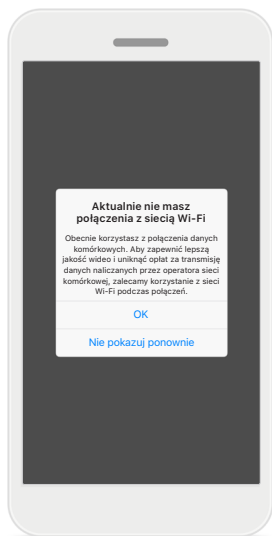 Aktualnie nie masz
połączenia z siecią Wi-Fi
Obecnie korzystasz z połączenia danych
komórkowych. Aby zapewnić lepszą
jakość wideo i uniknąć opłat za transmisję
danych naliczanych przez operatora sieci
komórkowej, zalecamy korzystanie z sieci
Wi-Fi podczas połączeń.
OK
Nie pokazuj ponownie